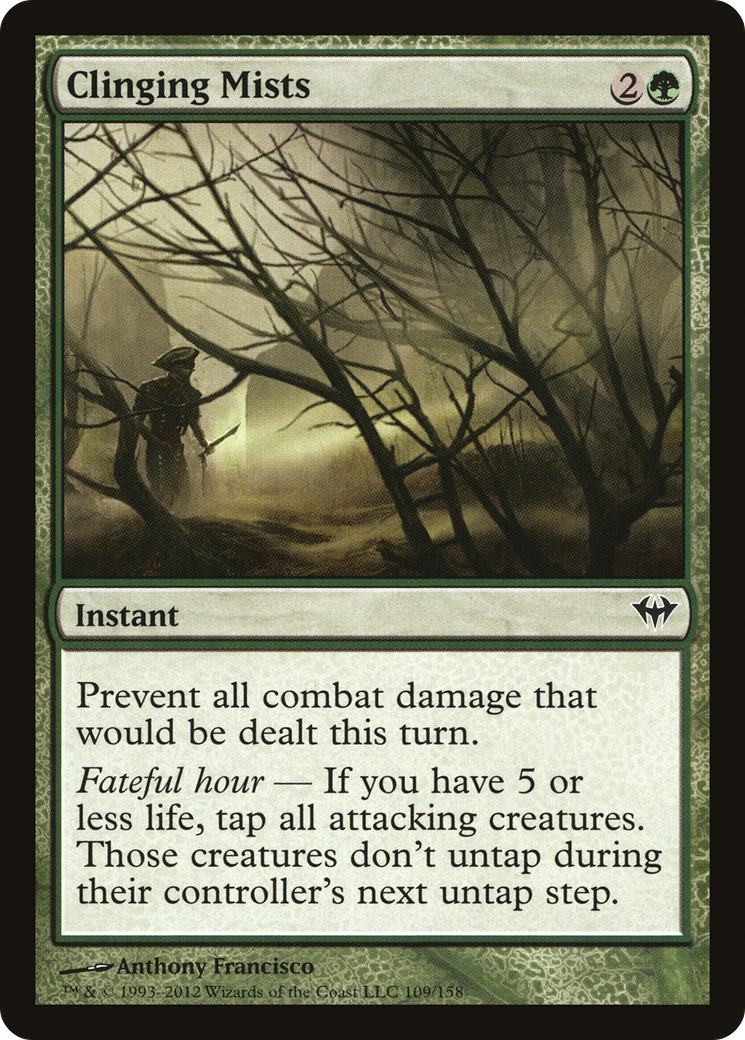 Clinging Mists 2
Instant
Prevent all combat damage that
would be dealt this turn.
Fateful hour — If you have 5 or
less life, tap all attacking creatures.
Those creatures don't untap during
their controller's next untap step.
Anthony Francisco
™ & © 1993–2012 Wizards of the Coast LLC 109/158